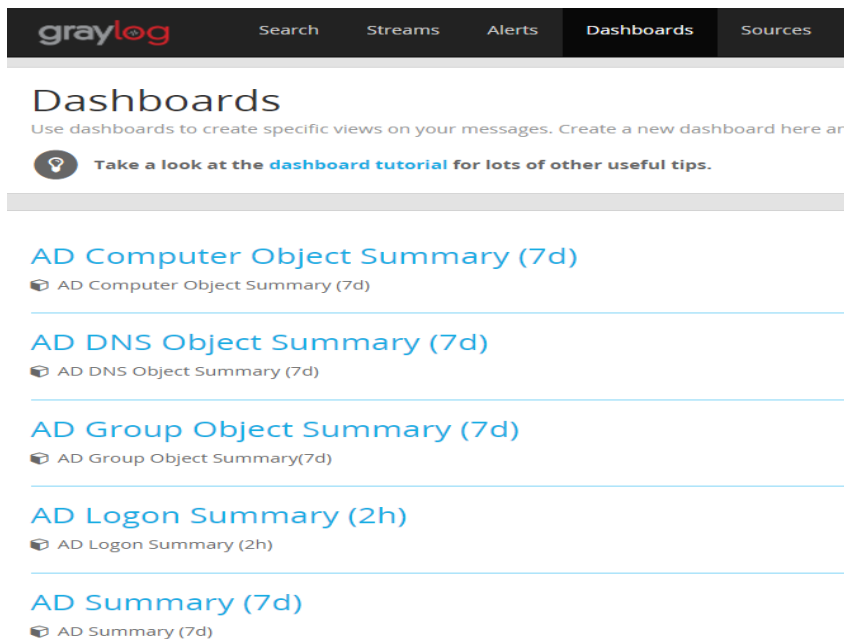 graylog Search Streams Alerts Dashboards Sources
Dashboards
Use dashboards to create specific views on your messages. Create a new dashboard here
Take a look at the dashboard tutorial for lots of other useful tips.
AD Computer Object Summary (7d)
AD Computer Object Summary (7d)
AD DNS Object Summary (7d)
AD DNS Object Summary (7d)
AD Group Object Summary (7d)
AD Group Object Summary(7d)
AD Logon Summary (2h)
AD Logon Summary (2h)
AD Summary (7d)
AD Summary (7d)